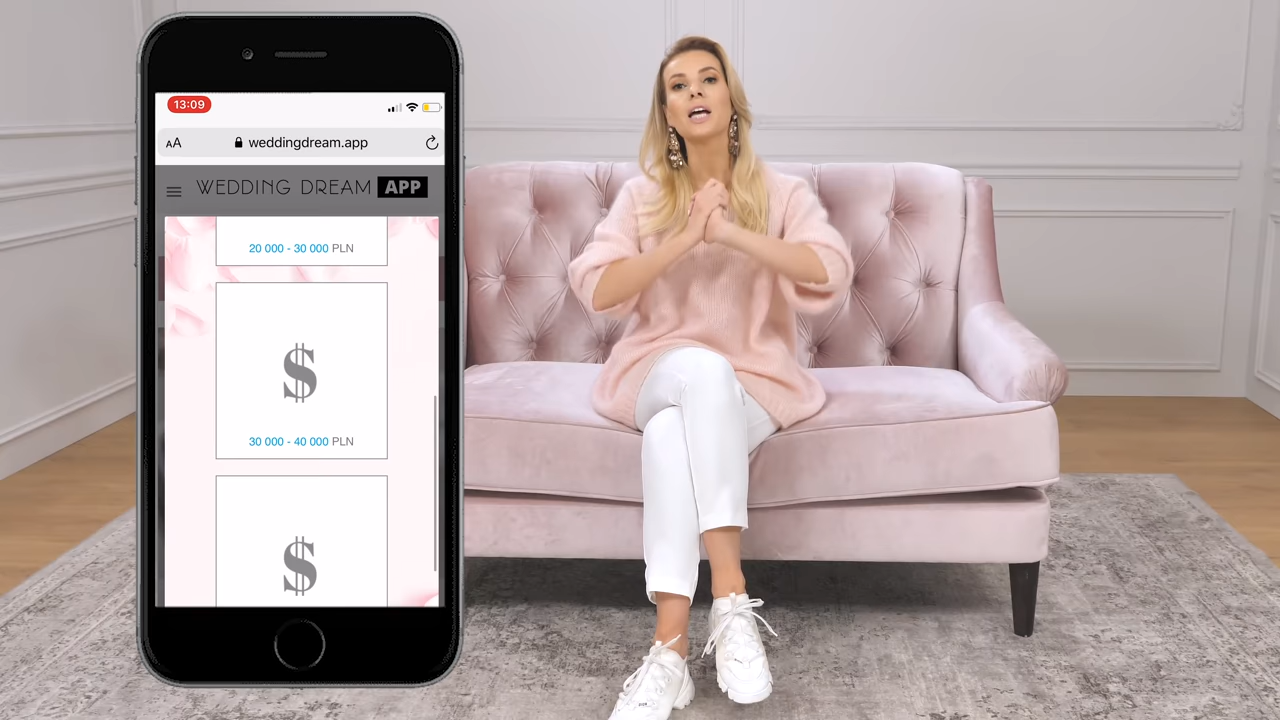 13:09
AA
weddingdream.app
WEDDING DREAM APP
20 000 - 30 000 PLN
$
30 000 - 40 000 PLN
$